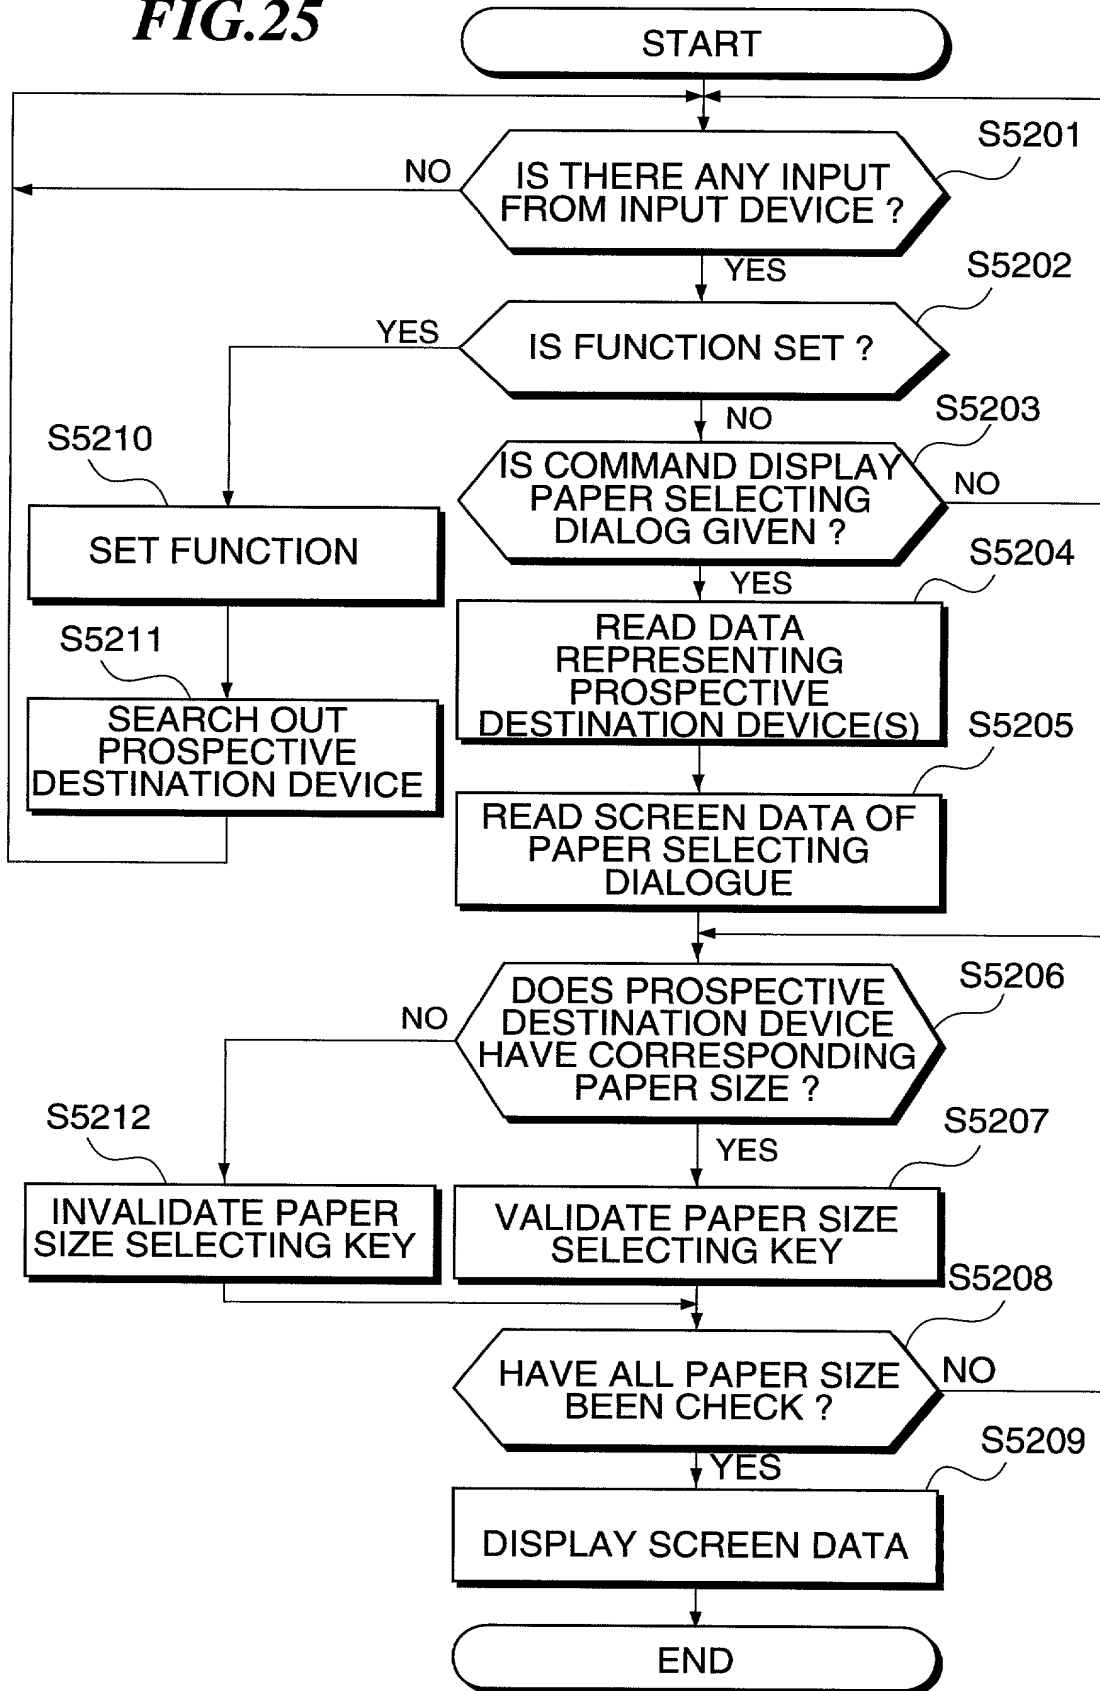 FIG.25
START
S5201
NO
IS THERE ANY INPUT
FROM INPUT DEVICE ?
YES
S5202
YES
IS FUNCTION SET ?
NO
S5203
S5210
IS COMMAND DISPLAY
PAPER SELECTING
DIALOG GIVEN ?
NO
SET FUNCTION
YES
S5204
S5211
READ DATA
REPRESENTING
PROSPECTIVE
DESTINATION DEVICE(S)
SEARCH OUT
PROSPECTIVE
DESTINATION DEVICE
S5205
READ SCREEN DATA OF
PAPER SELECTING
DIALOGUE
S5206
NO
DOES PROSPECTIVE
DESTINATION DEVICE
HAVE CORRESPONDING
PAPER SIZE ?
S5212
YES
S5207
INVALIDATE PAPER
SIZE SELECTING KEY
VALIDATE PAPER SIZE
SELECTING KEY
S5208
HAVE ALL PAPER SIZE
BEEN CHECK ?
NO
YES
S5209
DISPLAY SCREEN DATA
END